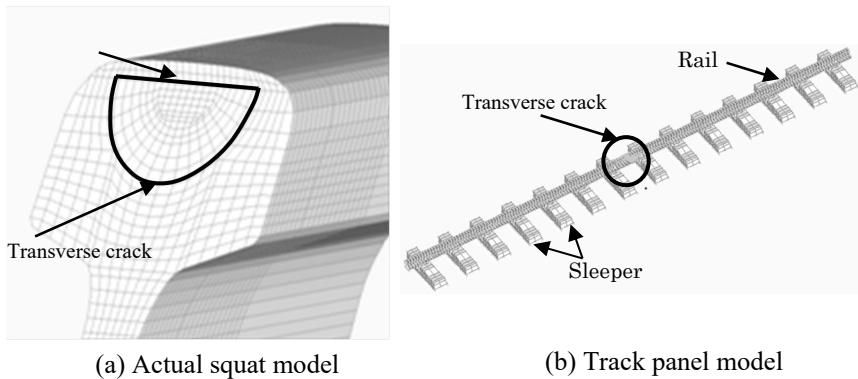 Transverse crack
(a) Actual squat model
Rail
Transverse crack
Sleeper
(b) Track panel model